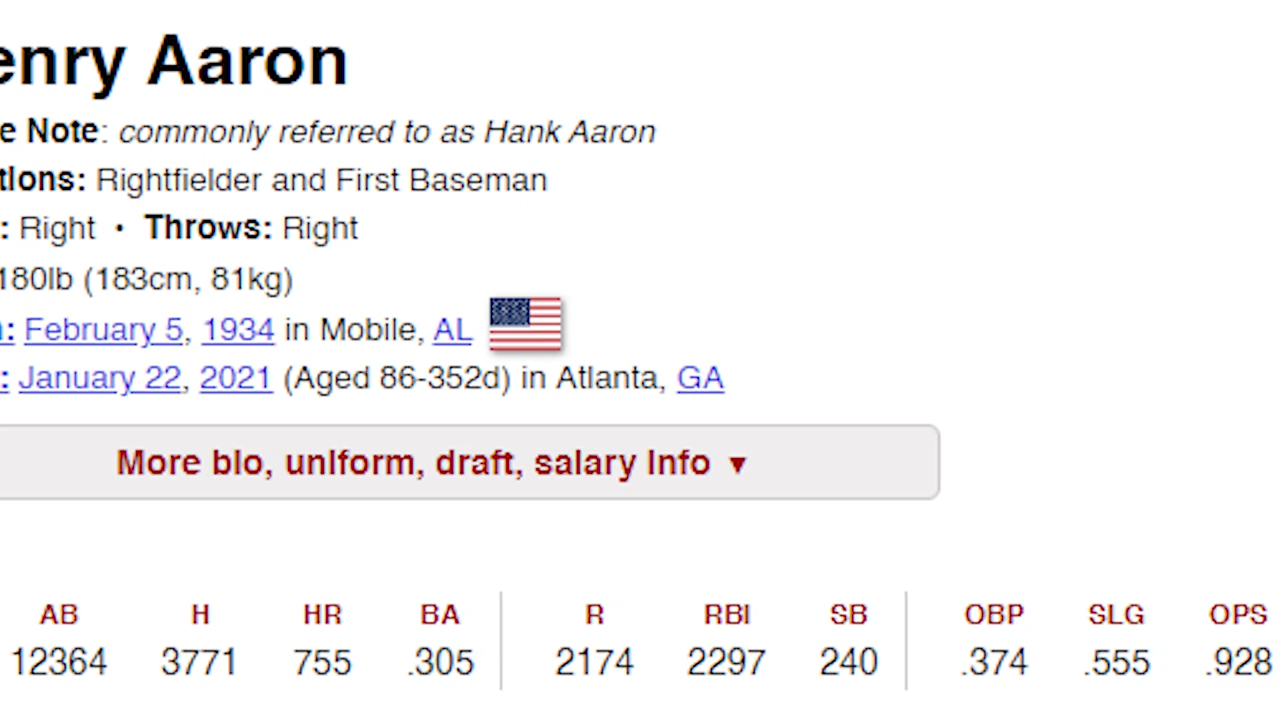 enry Aaron
e Note: commonly referred to as Hank Aaron
tions: Rightfielder and First Baseman
: Right • Throws: Right
180lb (183cm, 81kg)
: February 5, 1934 in Mobile, AL
: January 22, 2021 (Aged 86-352d) in Atlanta, GA
More bio, uniform, draft, salary info ▼
AB H HR BA R RBI SB OBP SLG OPS
12364 3771 755 .305 2174 2297 240 .374 .555 .928